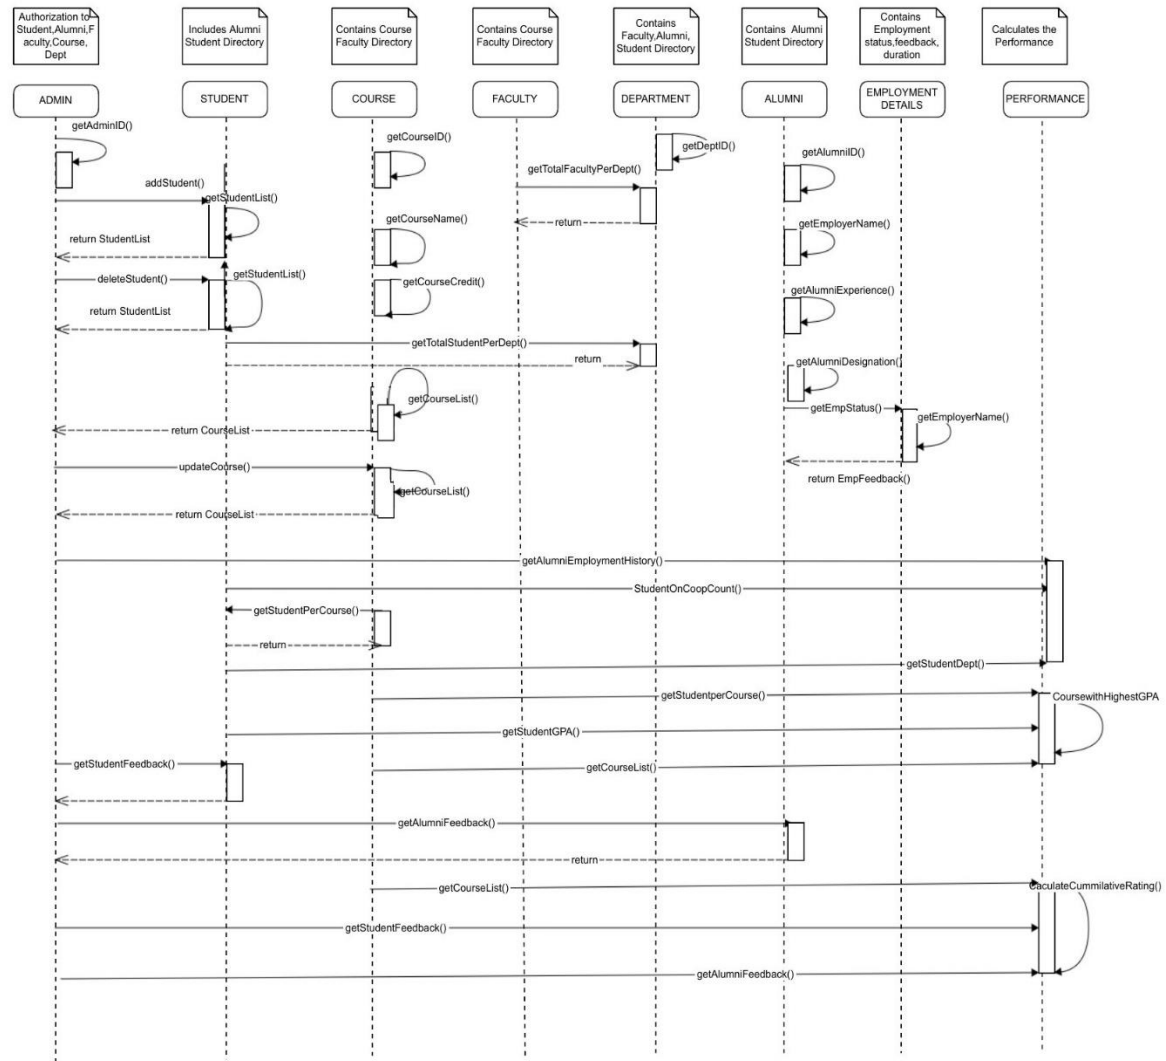 Authorization to
Student,Alumni,F
aculty,Course,
Dept
Includes Alumni
Student Directory
Contains Course
Faculty Directory
Contains Course
Faculty Directory
Contains
Faculty,Alumni,
Student Directory
Contains Alumni
Student Directory
Contains
Employment
status,feedback,
duration
Calculates the
Performance
ADMIN
STUDENT
COURSE
FACULTY
DEPARTMENT
ALUMNI
EMPLOYMENT
DETAILS
PERFORMANCE
getAdminID()
getCourseID()
getDeptID()
getAlumniID()
getTotalFacultyPerDept()
addStudent()
getStudentList()
getCourseName()
return
getEmployerName()
return StudentList
deleteStudent()
getStudentList()
getCourseCredit()
getAlumniExperience()
return StudentList
getTotalStudentPerDept()
return
getAlumniDesignation()
getCourseList()
getEmpStatus()
getEmployerName()
return CourseList
updateCourse()
return EmpFeedback()
getCourseList()
return CourseList
getAlumniEmploymentHistory()
StudentOnCoopCount()
getStudentPerCourse()
return
getStudentDept()
getStudentperCourse()
CoursewithHighestGPA
getStudentGPA()
getStudentFeedback()
getCourseList()
getAlumniFeedback()
return
getCourseList()
CaculateCummilativeRating()
getStudentFeedback()
getAlumniFeedback()